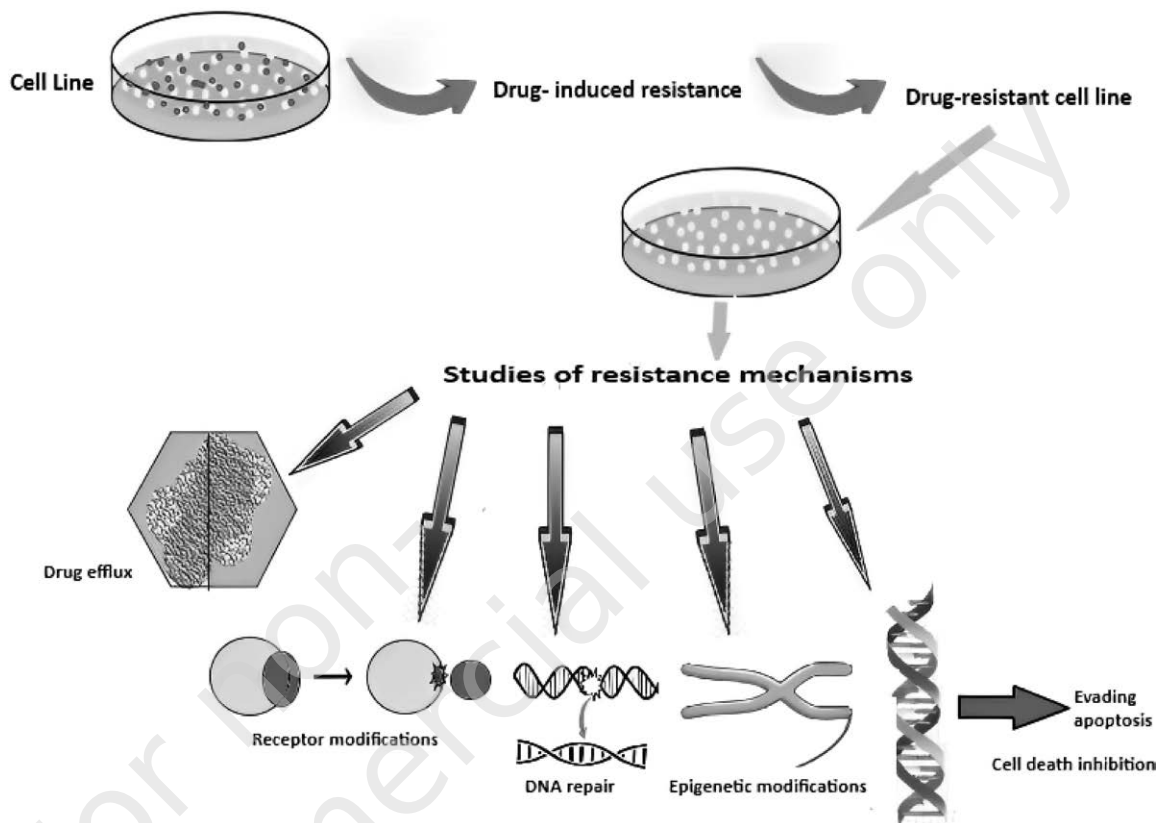 Cell Line
Drug- induced resistance
Drug-resistant cell line
Studies of resistance mechanisms
Drug efflux
Receptor modifications
DNA repair
Epigenetic modifications
Evading
apoptosis
Cell death inhibition